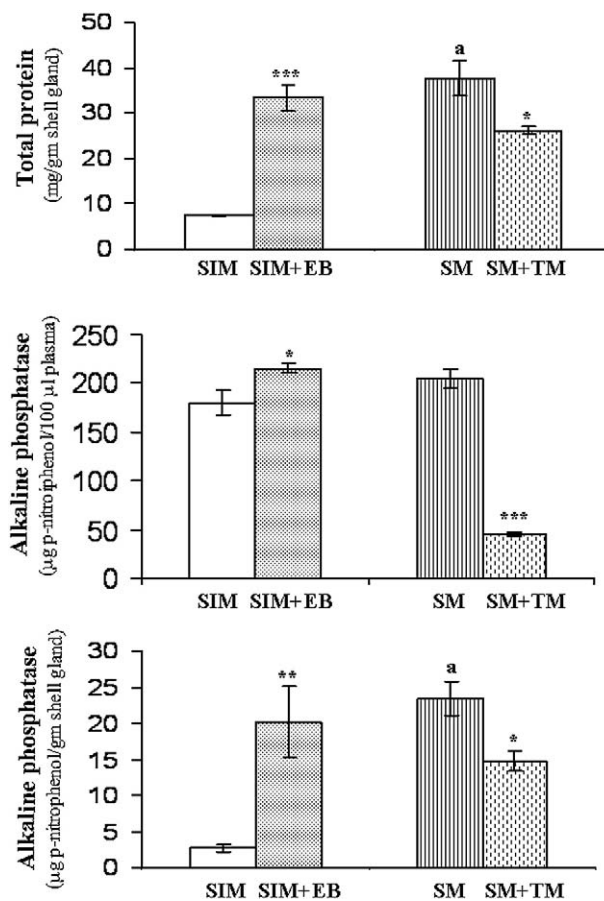 Total protein
(mg/gm shell gland)
50
40
30
20
10
0
***
a
*
SIM SIM+EB SM SM+TM
Alkaline phosphatase
(µg p-nitroiphenol/100 µl plasma)
250
200
150
100
50
0
*
***
SIM SIM+EB SM SM+TM
Alkaline phosphatase
(µg p-nitrophenol/gm shell gland)
30
25
20
15
10
5
0
**
a
*
SIM SIM+EB SM SM+TM